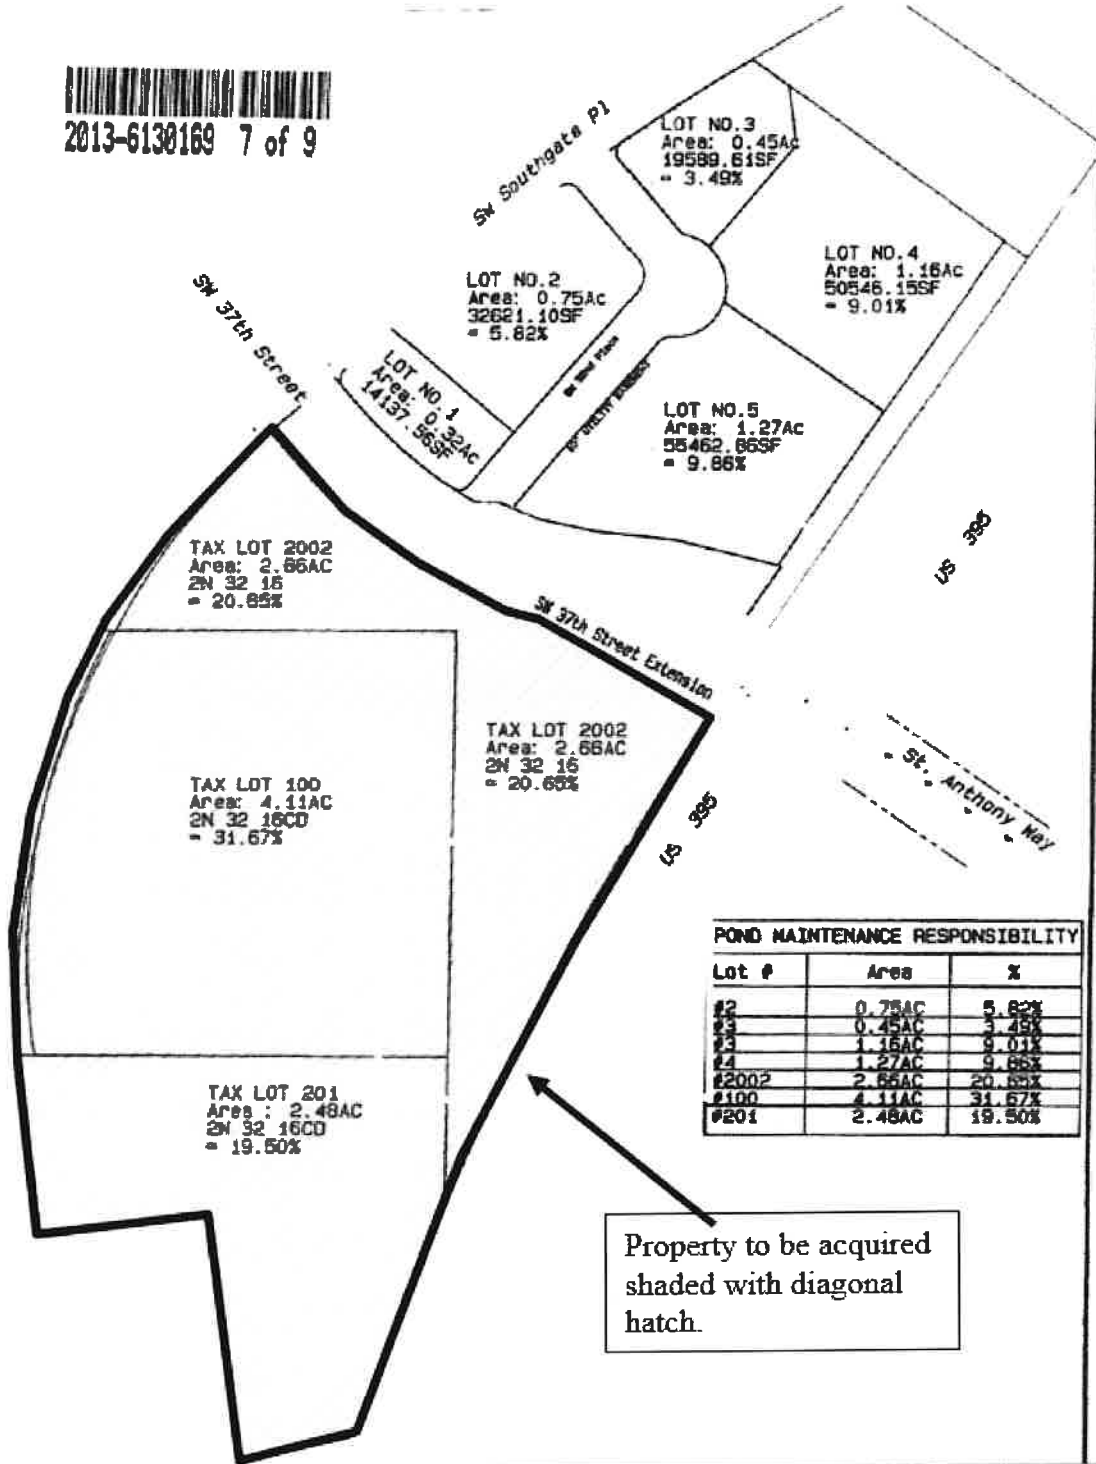 2013-6130169 7 of 9
SW Southgate Pl
LOT NO.3
Area: 0.45Ac
19589.61SF
= 3.49%
LOT NO.4
Area: 1.16Ac
50546.15SF
= 9.01%
LOT NO.2
Area: 0.75Ac
32621.10SF
= 5.82%
SW 37th Street
LOT NO. 1
Area: 0.32Ac
14137.56SF
UTILITY EASEMENT
LOT NO.5
Area: 1.27Ac
55462.86SF
= 9.86%
US 395
TAX LOT 2002
Area: 2.66AC
2N 32 16
= 20.65%
SW 37th Street Extension
TAX LOT 2002
Area: 2.66AC
2N 32 16
= 20.65%
TAX LOT 100
Area: 4.11AC
2N 32 16CD
= 31.67%
US 395
St. Anthony Way
POND MAINTENANCE RESPONSIBILITY
Lot # Area %
#2 0.75AC 5.82%
#3 0.45AC 3.49%
#3 1.16AC 9.01%
#4 1.27AC 9.86%
#2002 2.66AC 20.65%
#100 4.11AC 31.67%
#201 2.48AC 19.50%
TAX LOT 201
Area : 2.48AC
2N 32 16CD
= 19.50%
Property to be acquired
shaded with diagonal
hatch.